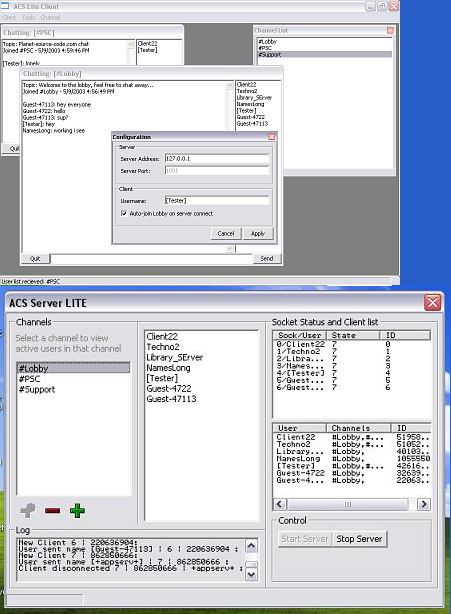 ACS Lite Client
Client Tools Channel
Chatting: [#PSC]
Topic: Planet-source-code.com chat
Joined #PSC - 5/9/2003 4:59:46 PM
[Tester]: lonely
Client22
Techno2
[Tester]
Quit
Channel List
#Lobby
#PSC
#Support
Chatting: [#Lobby]
Topic: Welcome to the lobby, feel free to chat away...
Joined #Lobby - 5/9/2003 4:56:49 PM
Guest-47113: hey everyone
Guest-4722: hello
Guest-47113: sup?
[Tester]: hey
NamesLong: working i see
Client22
Techno2
Library_SErver
NamesLong
[Tester]
Guest-4722
Guest-47113
Quit
Send
Configuration
Server
Server Address: 127.0.0.1
Server Port: 1001
Client
Username: [Tester]
Auto-join Lobby on server connect
Cancel Apply
User list recieved: #PSC
ACS Server LITE
Channels
Select a channel to view
active users in that channel
#Lobby
#PSC
#Support
Client22
Techno2
Library_SErver
NamesLong
[Tester]
Guest-4722
Guest-47113
Log
New Client 6 | 220636904:
User sent name [Guest-47113] | 6 | 220636904 :
New Client 7 | 862850666:
User sent name [+appserv+] | 7 | 862850666 :
Client disconnected 7 | 862850666 | +appserv+ :
Socket Status and Client list
Sock/User State ID
0/Client22 7 0
1/Techno2 7 1
2/Libra... 7 2
3/Names... 7 3
4/[Tester] 7 4
5/Guest... 7 5
6/Guest... 7 6
User Channels ID
Client22 #Lobby,#... 51958...
Techno2 #Lobby,#... 51052...
Library... #Lobby, 40103...
NamesLong #Lobby, 1055550
[Tester] #Lobby,#... 42616...
Guest-4722 #Lobby, 32639...
Guest-4... #Lobby, 22063...
Control
Start Server Stop Server